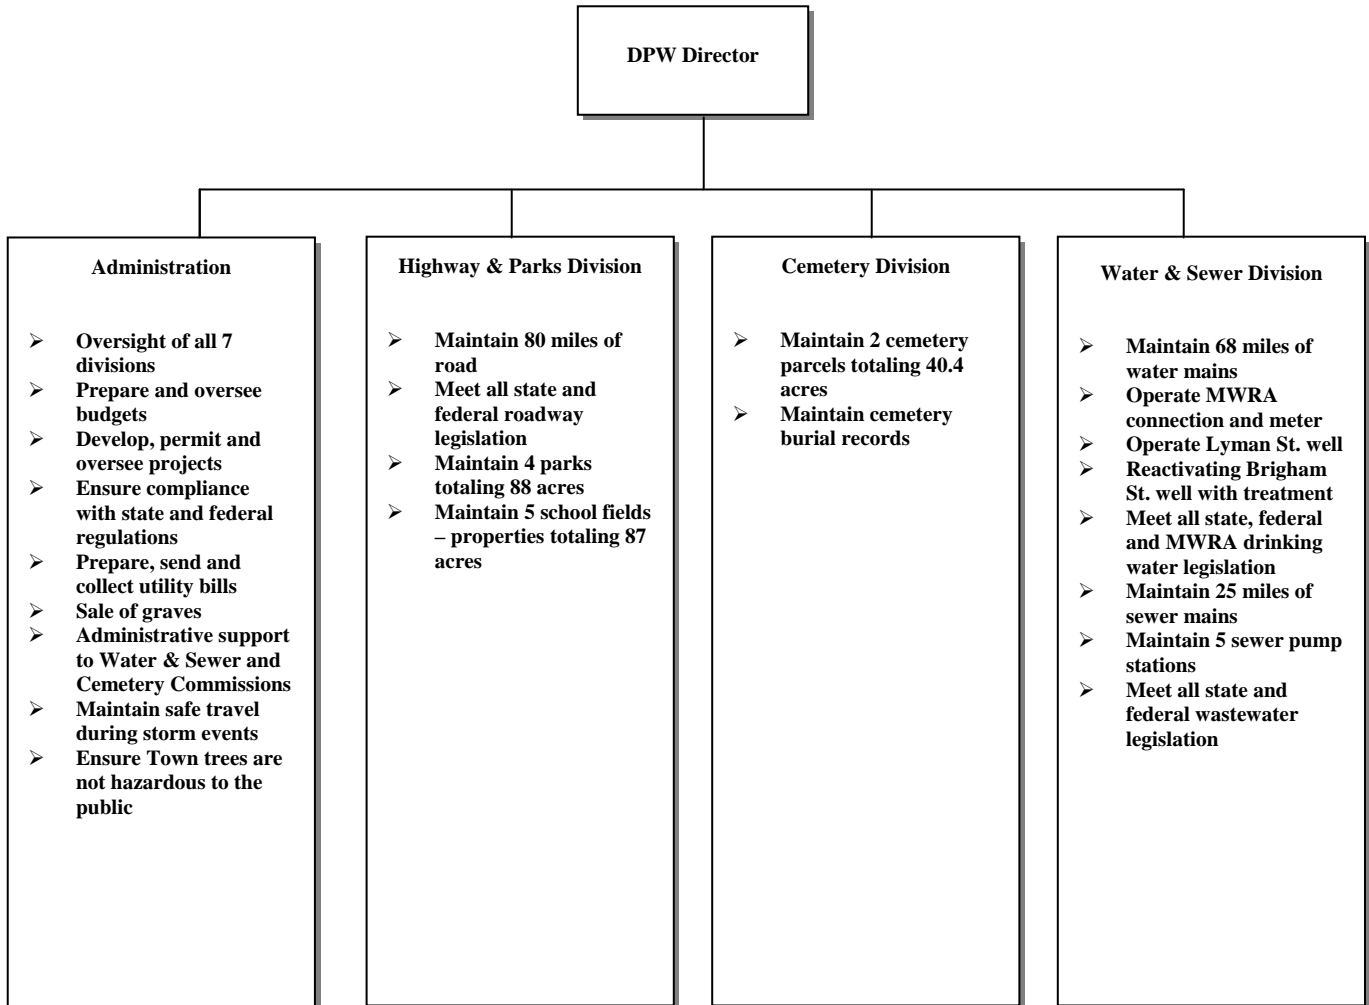 DPW Director
Administration
➢ Oversight of all 7
divisions
➢ Prepare and oversee
budgets
➢ Develop, permit and
oversee projects
➢ Ensure compliance
with state and federal
regulations
➢ Prepare, send and
collect utility bills
➢ Sale of graves
➢ Administrative support
to Water & Sewer and
Cemetery Commissions
➢ Maintain safe travel
during storm events
➢ Ensure Town trees are
not hazardous to the
public
Highway & Parks Division
➢ Maintain 80 miles of
road
➢ Meet all state and
federal roadway
legislation
➢ Maintain 4 parks
totaling 88 acres
➢ Maintain 5 school fields
– properties totaling 87
acres
Cemetery Division
➢ Maintain 2 cemetery
parcels totaling 40.4
acres
➢ Maintain cemetery
burial records
Water & Sewer Division
➢ Maintain 68 miles of
water mains
➢ Operate MWRA
connection and meter
➢ Operate Lyman St. well
➢ Reactivating Brigham
St. well with treatment
➢ Meet all state, federal
and MWRA drinking
water legislation
➢ Maintain 25 miles of
sewer mains
➢ Maintain 5 sewer pump
stations
➢ Meet all state and
federal wastewater
legislation